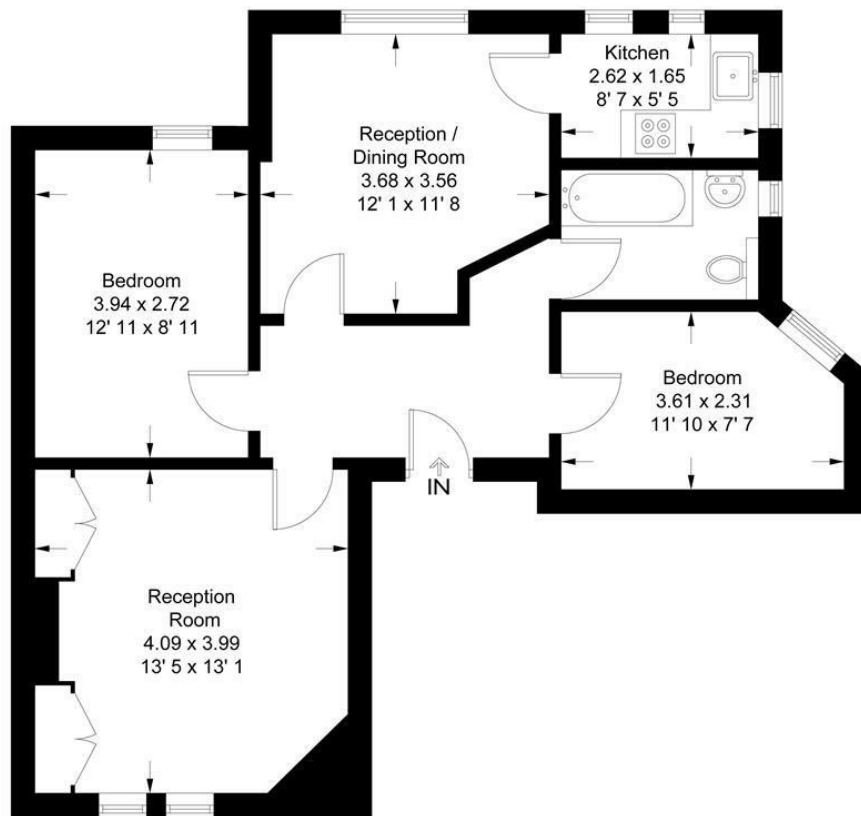 Kitchen
2.62 x 1.65
8' 7 x 5' 5
Reception /
Dining Room
3.68 x 3.56
12' 1 x 11' 8
Bedroom
3.94 x 2.72
12' 11 x 8' 11
Bedroom
3.61 x 2.31
11' 10 x 7' 7
IN
Reception
Room
4.09 x 3.99
13' 5 x 13' 1